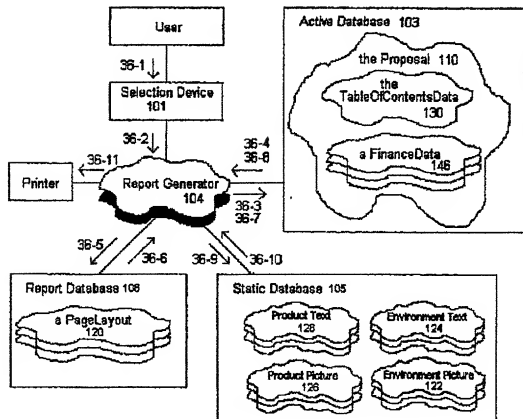 User
36-1
Selection Device
101
36-2
36-11
Printer
Report Generator
104
36-4
36-8
36-3
36-7
Active Database 103
the Proposal 110
the
TableOfContentsData
130
a FinanceData
146
36-5
36-6
36-9
36-10
Report Database 108
a PageLayout
120
Static Database 105
Product Text
128
Environment Text
124
Product Picture
126
Environment Picture
122